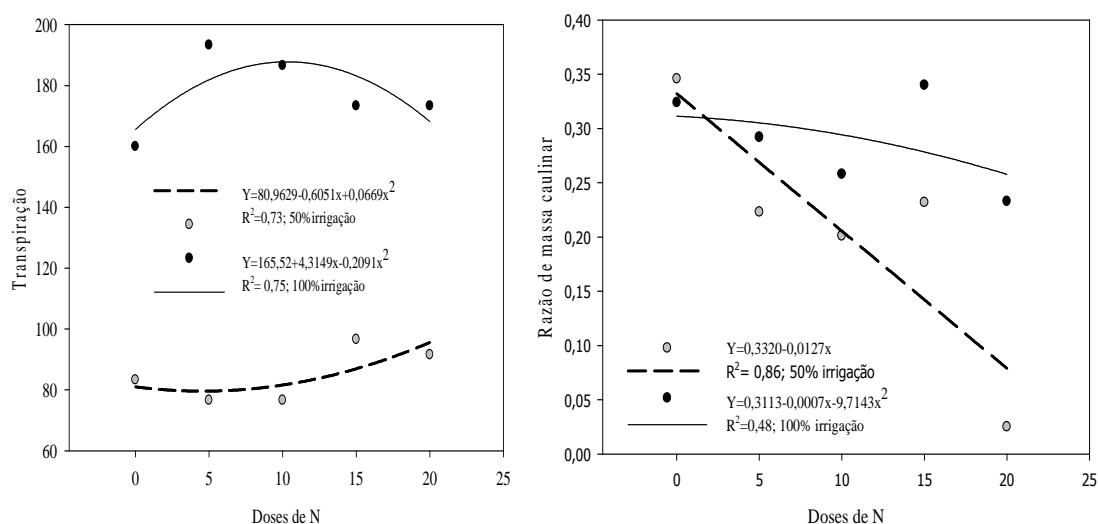 Transpiração
200
180
160
140
120
100
80
60
Y=80,9629-0,6051x+0,0669x²
R²=0,73; 50%irrigação
Y=165,52+4,3149x-0,2091x²
R²= 0,75; 100%irrigação
0 5 10 15 20 25
Doses de N
Razão de massa caulinar
0,40
0,35
0,30
0,25
0,20
0,15
0,10
0,05
0,00
Y=0,3320-0,0127x
R²= 0,86; 50% irrigação
Y=0,3113-0,0007x-9,7143x²
R²=0,48; 100% irrigação
0 5 10 15 20 25
Doses de N